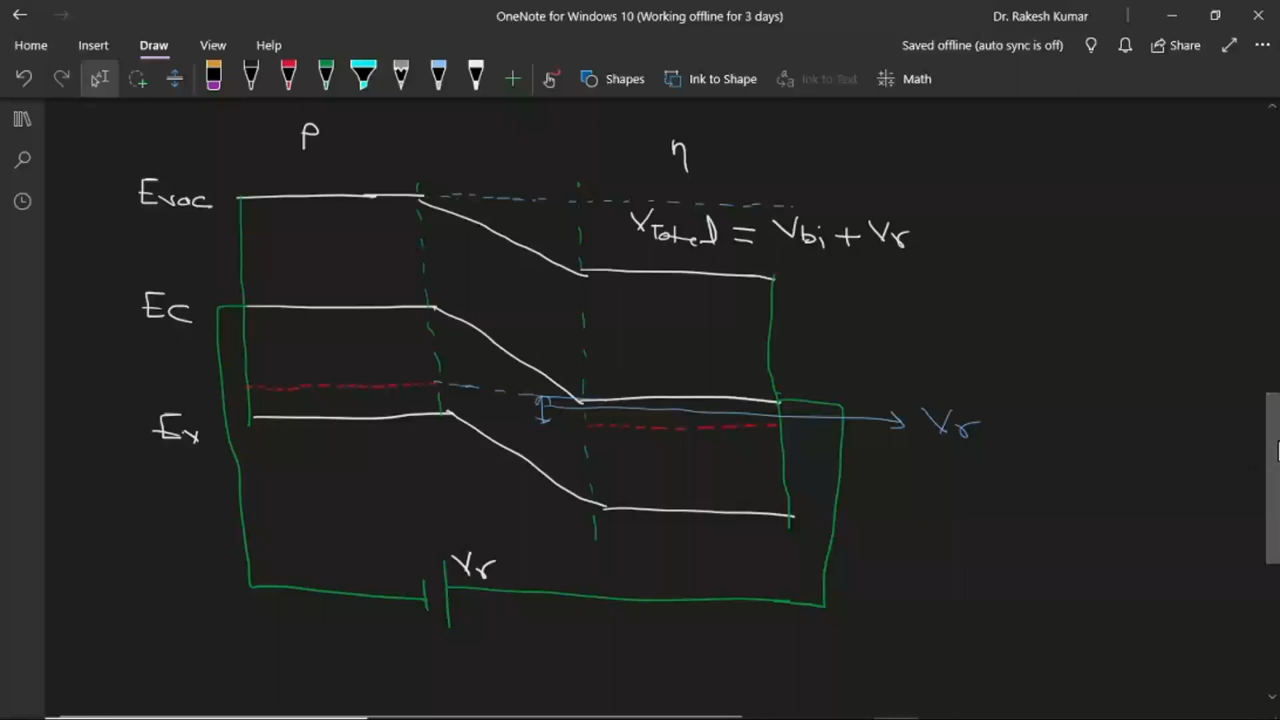 OneNote for Windows 10 (Working offline for 3 days)
Dr. Rakesh Kumar
Home Insert Draw View Help
Saved offline (auto sync is off)
Share
Shapes Ink to Shape Ink to Text Math
P
η
Evac
VTotal = Vbi + Vr
Ec
Ev
Vr
Vr